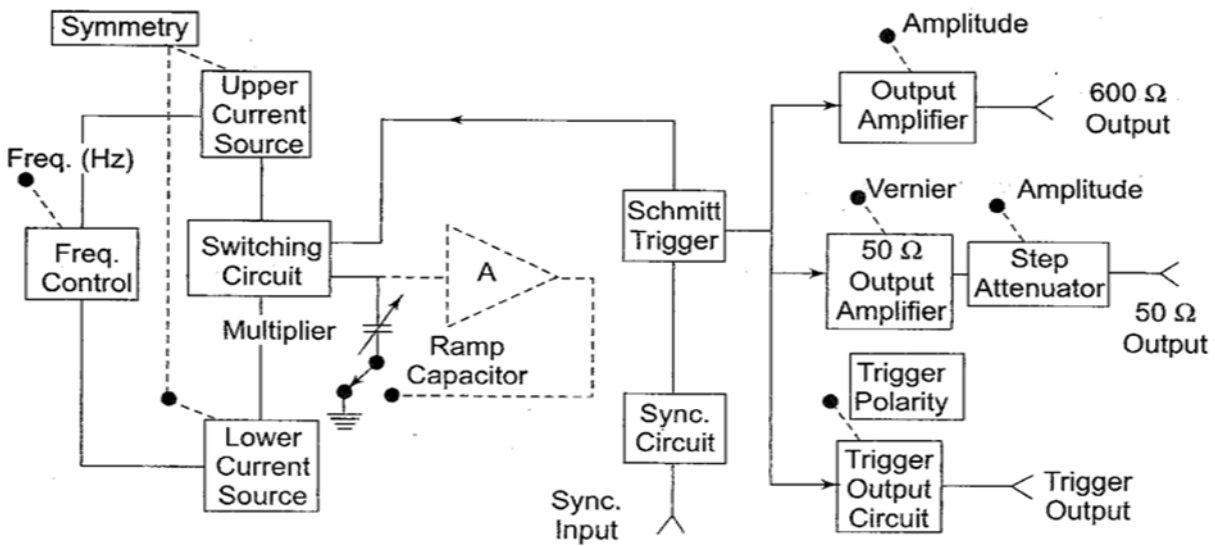 Symmetry
Upper
Current
Source
Freq. (Hz)
Freq.
Control
Switching
Circuit
Multiplier
A
Ramp
Capacitor
Lower
Current
Source
Schmitt
Trigger
Sync.
Circuit
Sync.
Input
Amplitude
Output
Amplifier
600 Ω
Output
Vernier
50 Ω
Output
Amplifier
Amplitude
Step
Attenuator
50 Ω
Output
Trigger
Polarity
Trigger
Output
Circuit
Trigger
Output